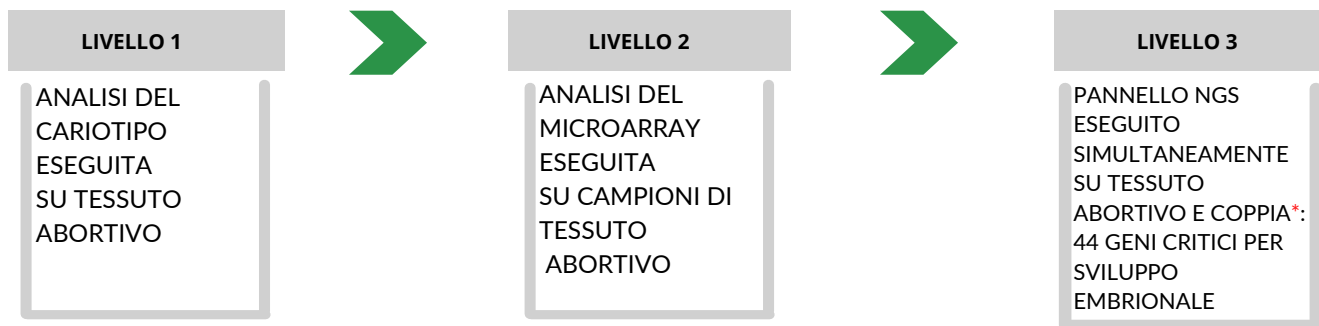 LIVELLO 1
ANALISI DEL
CARIOTIPO
ESEGUITA
SU TESSUTO
ABORTIVO
LIVELLO 2
ANALISI DEL
MICROARRAY
ESEGUITA
SU CAMPIONI DI
TESSUTO
ABORTIVO
LIVELLO 3
PANNELLO NGS
ESEGUITO
SIMULTANEAMENTE
SU TESSUTO
ABORTIVO E COPPIA*:
44 GENI CRITICI PER
SVILUPPO
EMBRIONALE